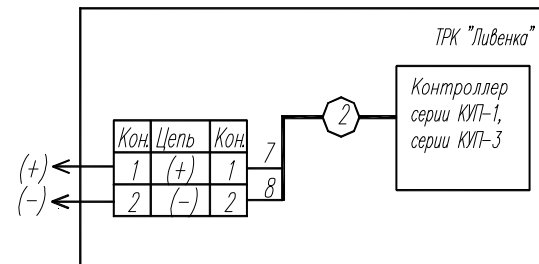 ТРК "Ливенка"
Контроллер
серии КУП-1,
серии КУП-3
2
Кон. Цепь Кон.
(+) 1 (+) 1 7
(-) 2 (-) 2 8